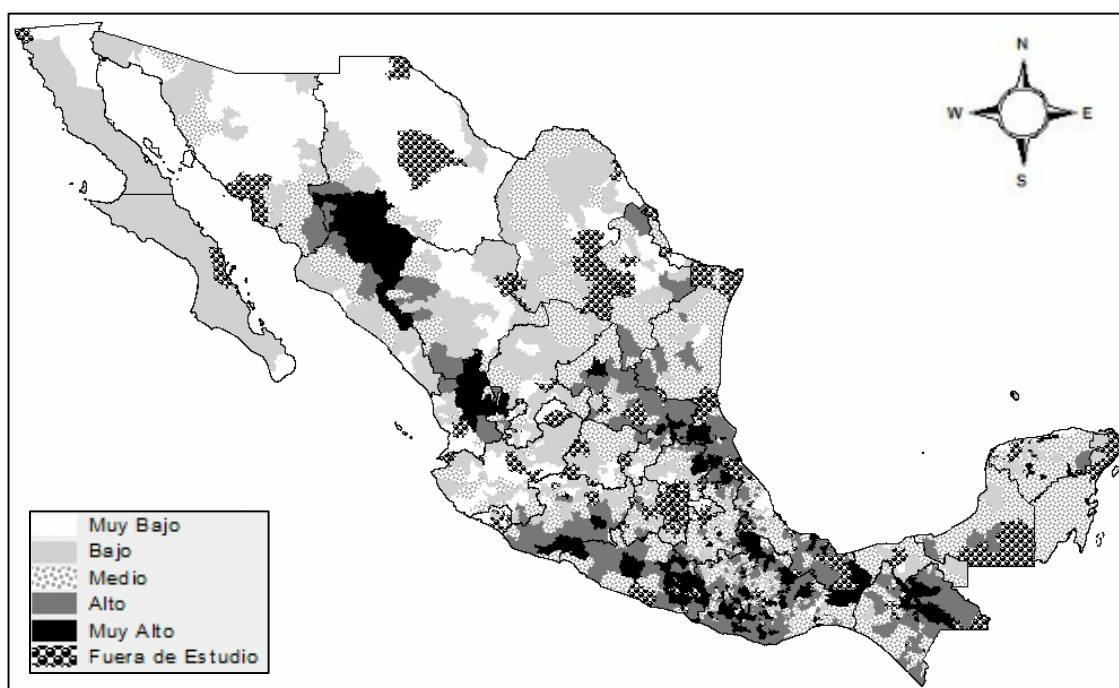 N
W E
S
Muy Bajo
Bajo
Medio
Alto
Muy Alto
Fuera de Estudio